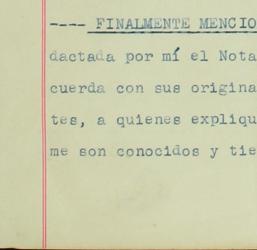 ---- FINALMENTE MENCIO
dactada por mí el Nota
cuerda con sus origina
tes, a quienes expliqu
me son conocidos y tie